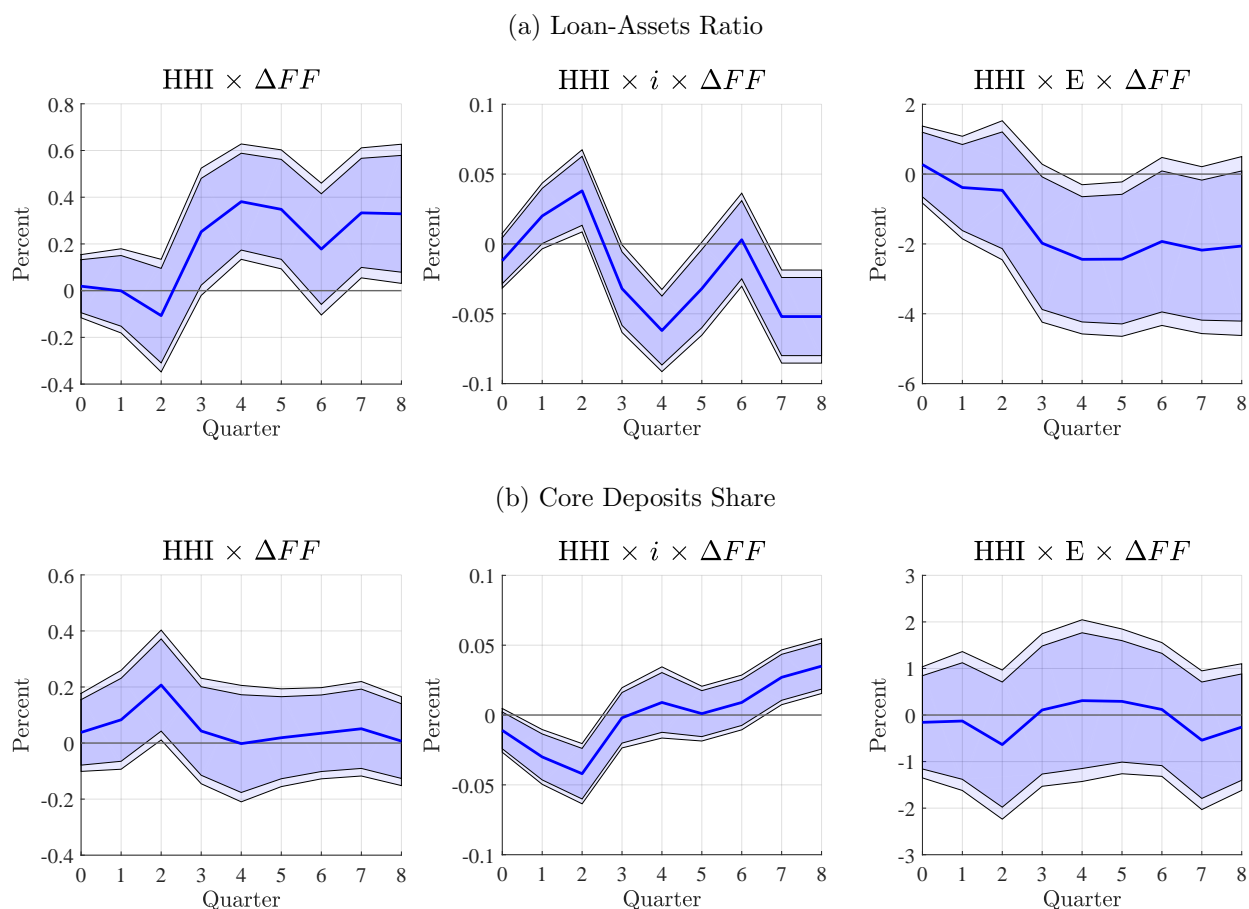 (a) Loan-Assets Ratio
HHI × ΔFF
HHI × i × ΔFF
HHI × E × ΔFF
Percent
0.8
0.6
0.4
0.2
0
-0.2
-0.4
0 1 2 3 4 5 6 7 8
Quarter
Percent
0.1
0.05
0
-0.05
-0.1
0 1 2 3 4 5 6 7 8
Quarter
Percent
2
0
-2
-4
-6
0 1 2 3 4 5 6 7 8
Quarter
(b) Core Deposits Share
HHI × ΔFF
HHI × i × ΔFF
HHI × E × ΔFF
Percent
0.6
0.4
0.2
0
-0.2
-0.4
0 1 2 3 4 5 6 7 8
Quarter
Percent
0.1
0.05
0
-0.05
-0.1
0 1 2 3 4 5 6 7 8
Quarter
Percent
3
2
1
0
-1
-2
-3
0 1 2 3 4 5 6 7 8
Quarter